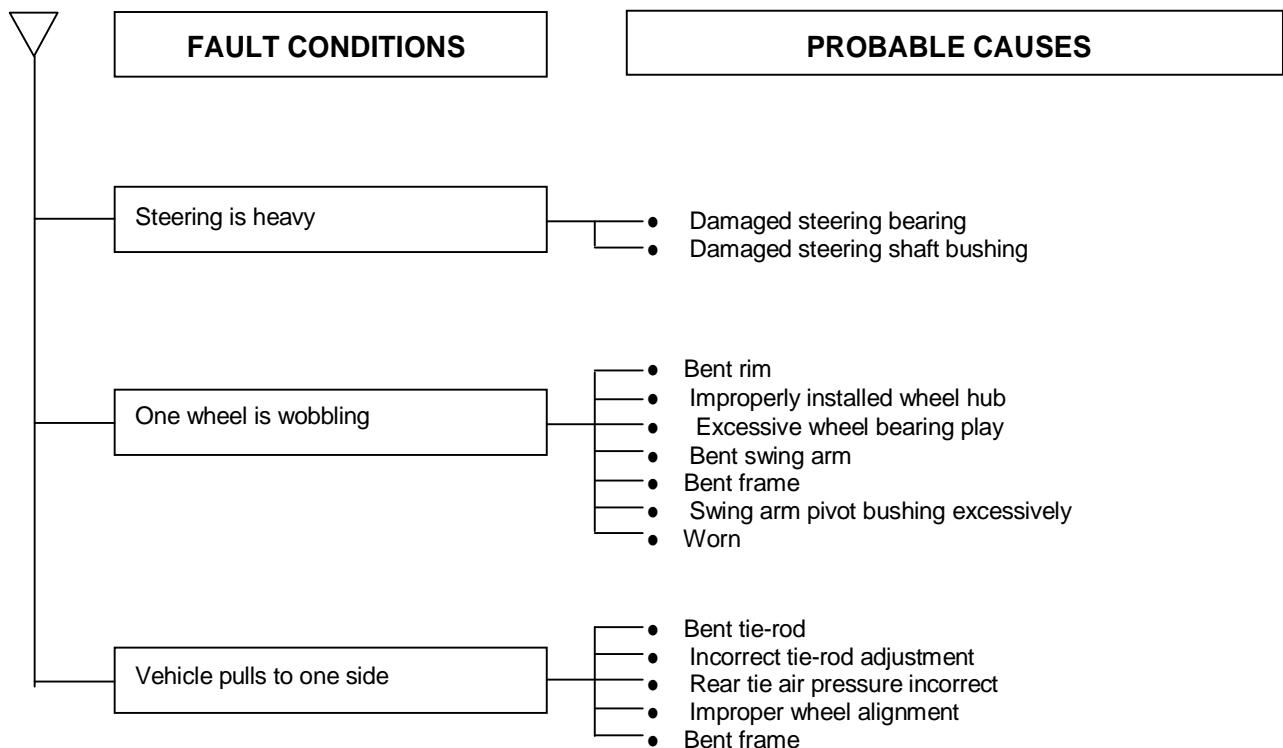 FAULT CONDITIONS
PROBABLE CAUSES
Steering is heavy
● Damaged steering bearing
● Damaged steering shaft bushing
One wheel is wobbling
● Bent rim
● Improperly installed wheel hub
● Excessive wheel bearing play
● Bent swing arm
● Bent frame
● Swing arm pivot bushing excessively
● Worn
Vehicle pulls to one side
● Bent tie-rod
● Incorrect tie-rod adjustment
● Rear tie air pressure incorrect
● Improper wheel alignment
● Bent frame